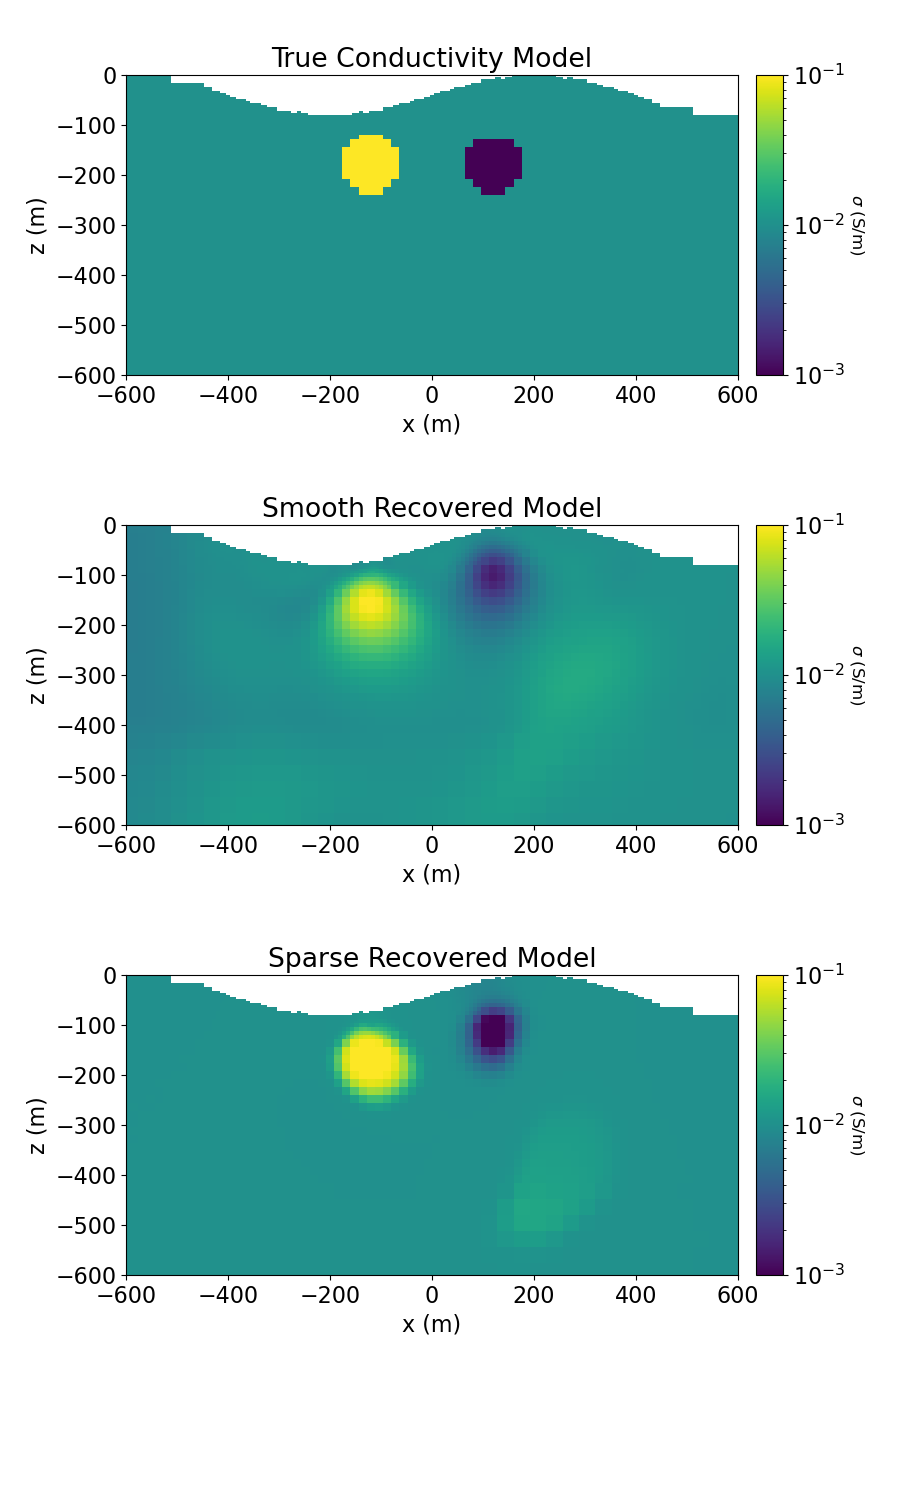 True Conductivity Model
0
−100
−200
−300
−400
−500
−600
z (m)
−600 −400 −200 0 200 400 600
x (m)
10⁻¹
10⁻²
10⁻³
σ (S/m)
Smooth Recovered Model
0
−100
−200
−300
−400
−500
−600
z (m)
−600 −400 −200 0 200 400 600
x (m)
10⁻¹
10⁻²
10⁻³
σ (S/m)
Sparse Recovered Model
0
−100
−200
−300
−400
−500
−600
z (m)
−600 −400 −200 0 200 400 600
x (m)
10⁻¹
10⁻²
10⁻³
σ (S/m)